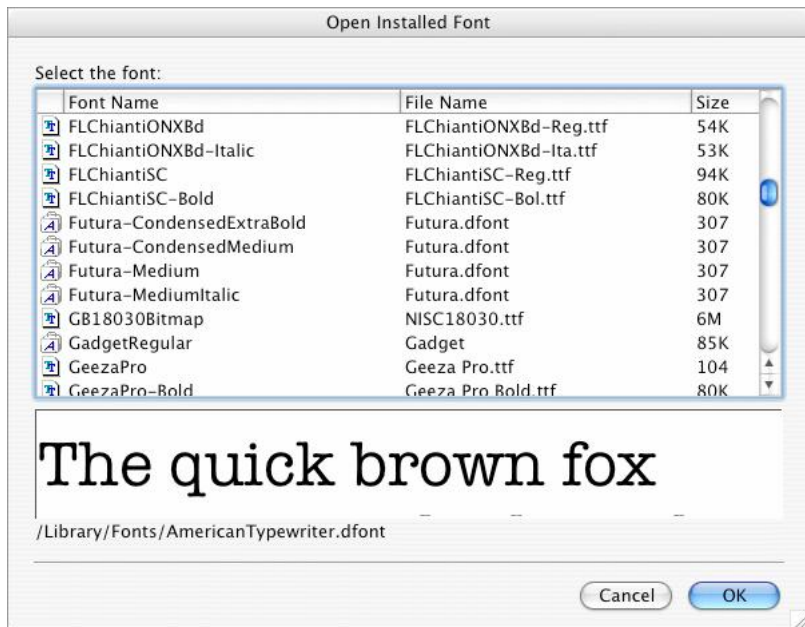 Open Installed Font
Select the font:
Font Name File Name Size
FLChiantiONXBd FLChiantiONXBd-Reg.ttf 54K
FLChiantiONXBd-Italic FLChiantiONXBd-Ita.ttf 53K
FLChiantiSC FLChiantiSC-Reg.ttf 94K
FLChiantiSC-Bold FLChiantiSC-Bol.ttf 80K
Futura-CondensedExtraBold Futura.dfont 307
Futura-CondensedMedium Futura.dfont 307
Futura-Medium Futura.dfont 307
Futura-MediumItalic Futura.dfont 307
GB18030Bitmap NISC18030.ttf 6M
GadgetRegular Gadget 85K
GeezaPro Geeza Pro.ttf 104
GeezaPro-Bold Geeza Pro Bold.ttf 80K
The quick brown fox
/Library/Fonts/AmericanTypewriter.dfont
Cancel OK